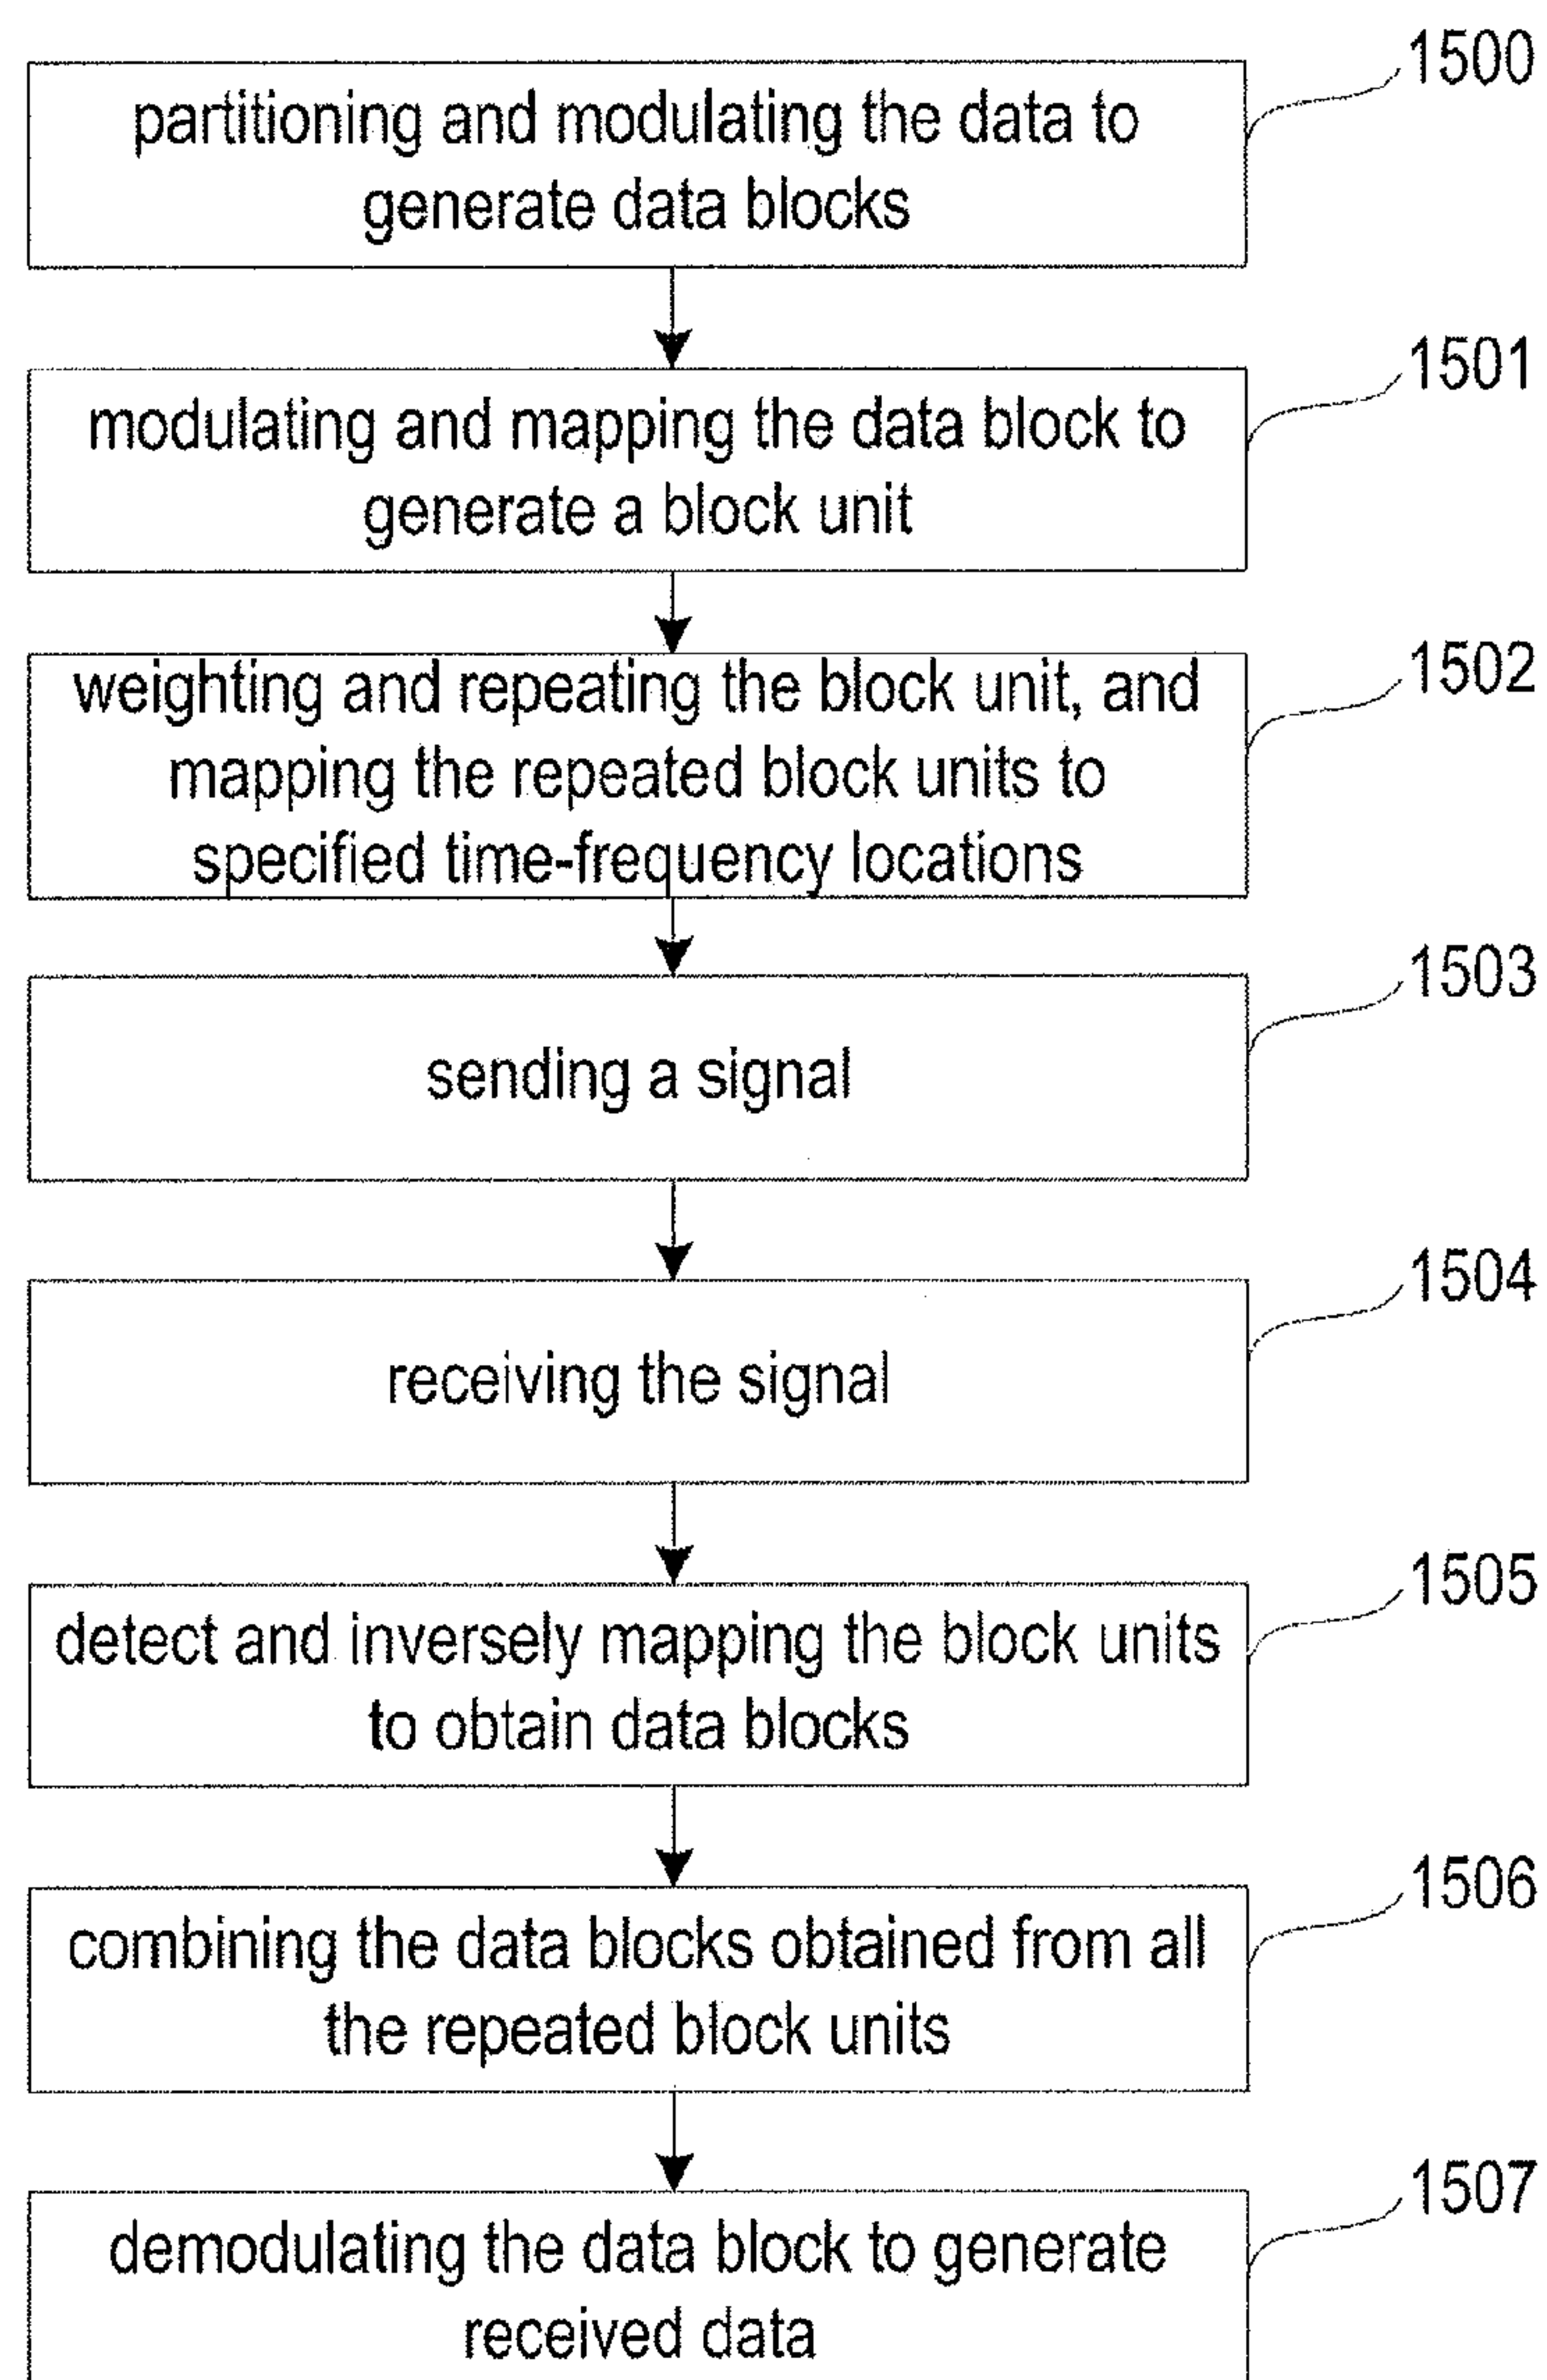 1500
partitioning and modulating the data to
generate data blocks
1501
modulating and mapping the data block to
generate a block unit
1502
weighting and repeating the block unit, and
mapping the repeated block units to
specified time-frequency locations
1503
sending a signal
1504
receiving the signal
1505
detect and inversely mapping the block units
to obtain data blocks
1506
combining the data blocks obtained from all
the repeated block units
1507
demodulating the data block to generate
received data